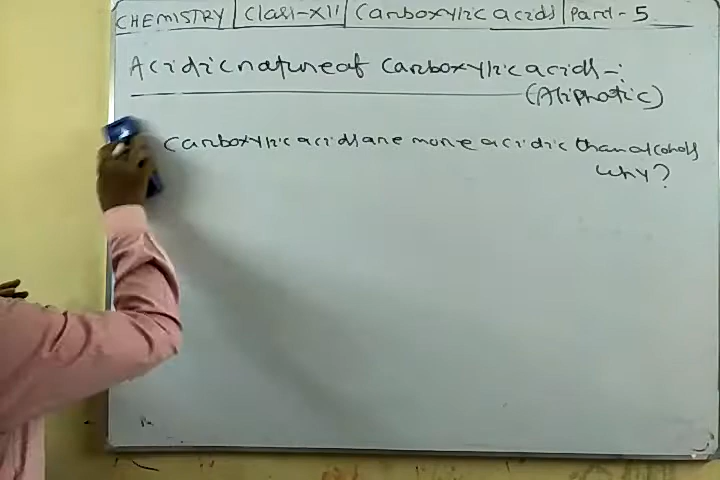 CHEMISTRY | Class-XII | Carboxylic acids | Part-5
Acidic nature of Carboxylic acids -:
(Aliphatic)
Carboxylic acids are more acidic than alcohols
Why?